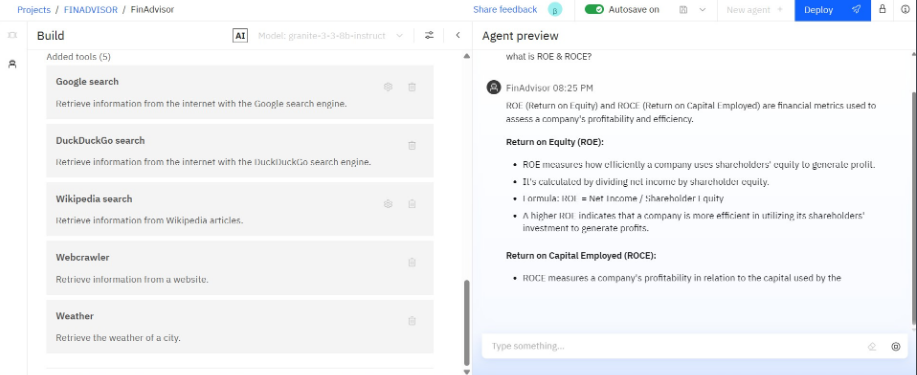 Projects / FINADVISOR / FinAdvisor
Share feedback
Autosave on
New agent +
Deploy
Build
AI
Model: granite-3-3-8b-instruct
Agent preview
Added tools (5)
Google search
Retrieve information from the internet with the Google search engine.
DuckDuckGo search
Retrieve information from the internet with the DuckDuckGo search engine.
Wikipedia search
Retrieve information from Wikipedia articles.
Webcrawler
Retrieve information from a website.
Weather
Retrieve the weather of a city.
what is ROE & ROCE?
FinAdvisor 08:25 PM
ROE (Return on Equity) and ROCE (Return on Capital Employed) are financial metrics used to
assess a company's profitability and efficiency.
Return on Equity (ROE):
• ROE measures how efficiently a company uses shareholders' equity to generate profit.
• It's calculated by dividing net income by shareholder equity.
• Formula: ROE = Net Income / Shareholder Equity
• A higher ROE indicates that a company is more efficient in utilizing its shareholders'
investment to generate profits.
Return on Capital Employed (ROCE):
• ROCE measures a company's profitability in relation to the capital used by the
Type something...